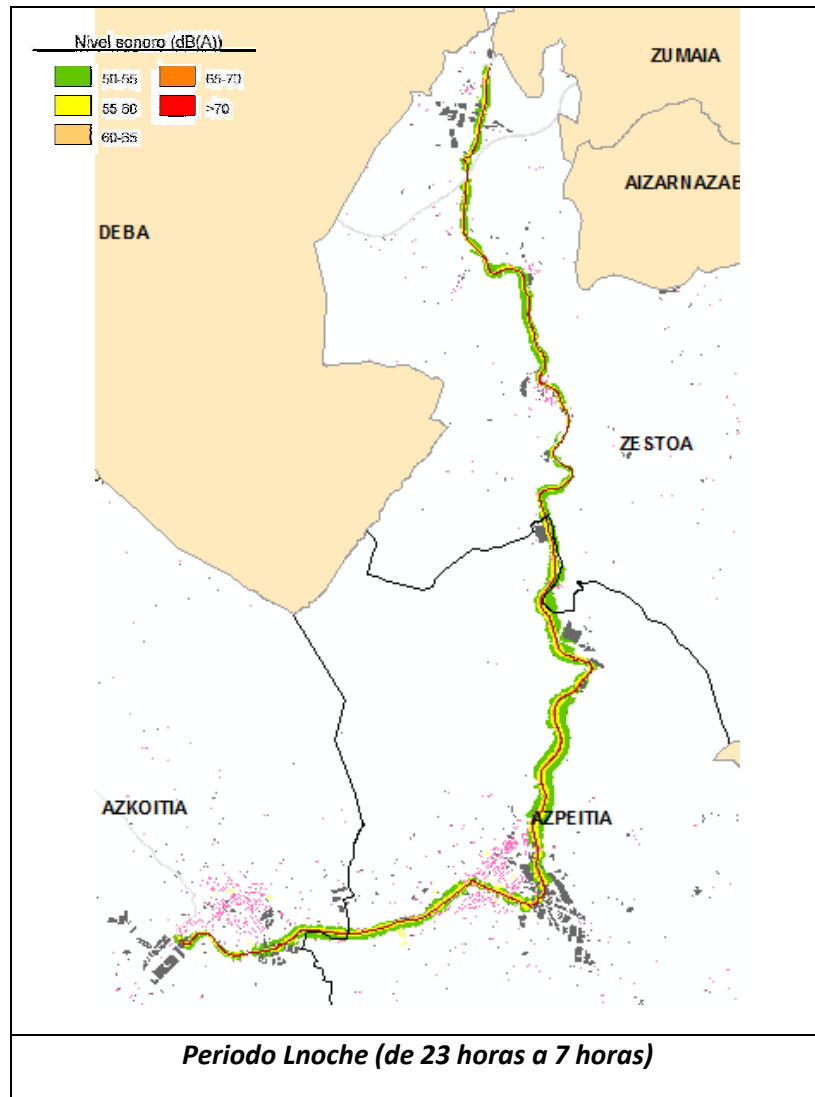 Nivel sonoro (dB(A))
50-55
65-70
55-60
>70
60-65
ZUMAIA
AIZARNAZAB
DEBA
ZESTOA
AZKOITIA
AZPEITIA
Periodo Lnoche (de 23 horas a 7 horas)